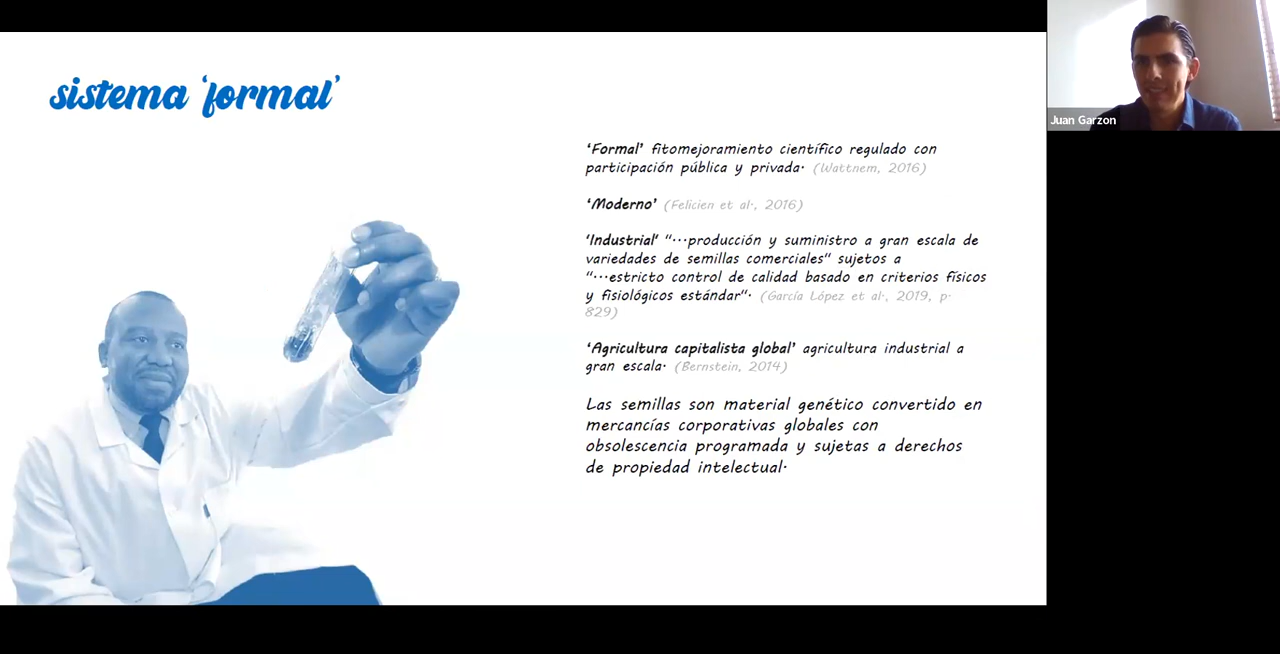 sistema 'formal'
Juan Garzon
'Formal' fitomejoramiento científico regulado con
participación pública y privada. (Wattnem, 2016)
'Moderno' (Felicien et al., 2016)
'Industrial' "...producción y suministro a gran escala de
variedades de semillas comerciales" sujetos a
"...estricto control de calidad basado en criterios físicos
y fisiológicos estándar". (García López et al., 2019, p.
829)
'Agricultura capitalista global' agricultura industrial a
gran escala. (Bernstein, 2014)
Las semillas son material genético convertido en
mercancías corporativas globales con
obsolescencia programada y sujetas a derechos
de propiedad intelectual.